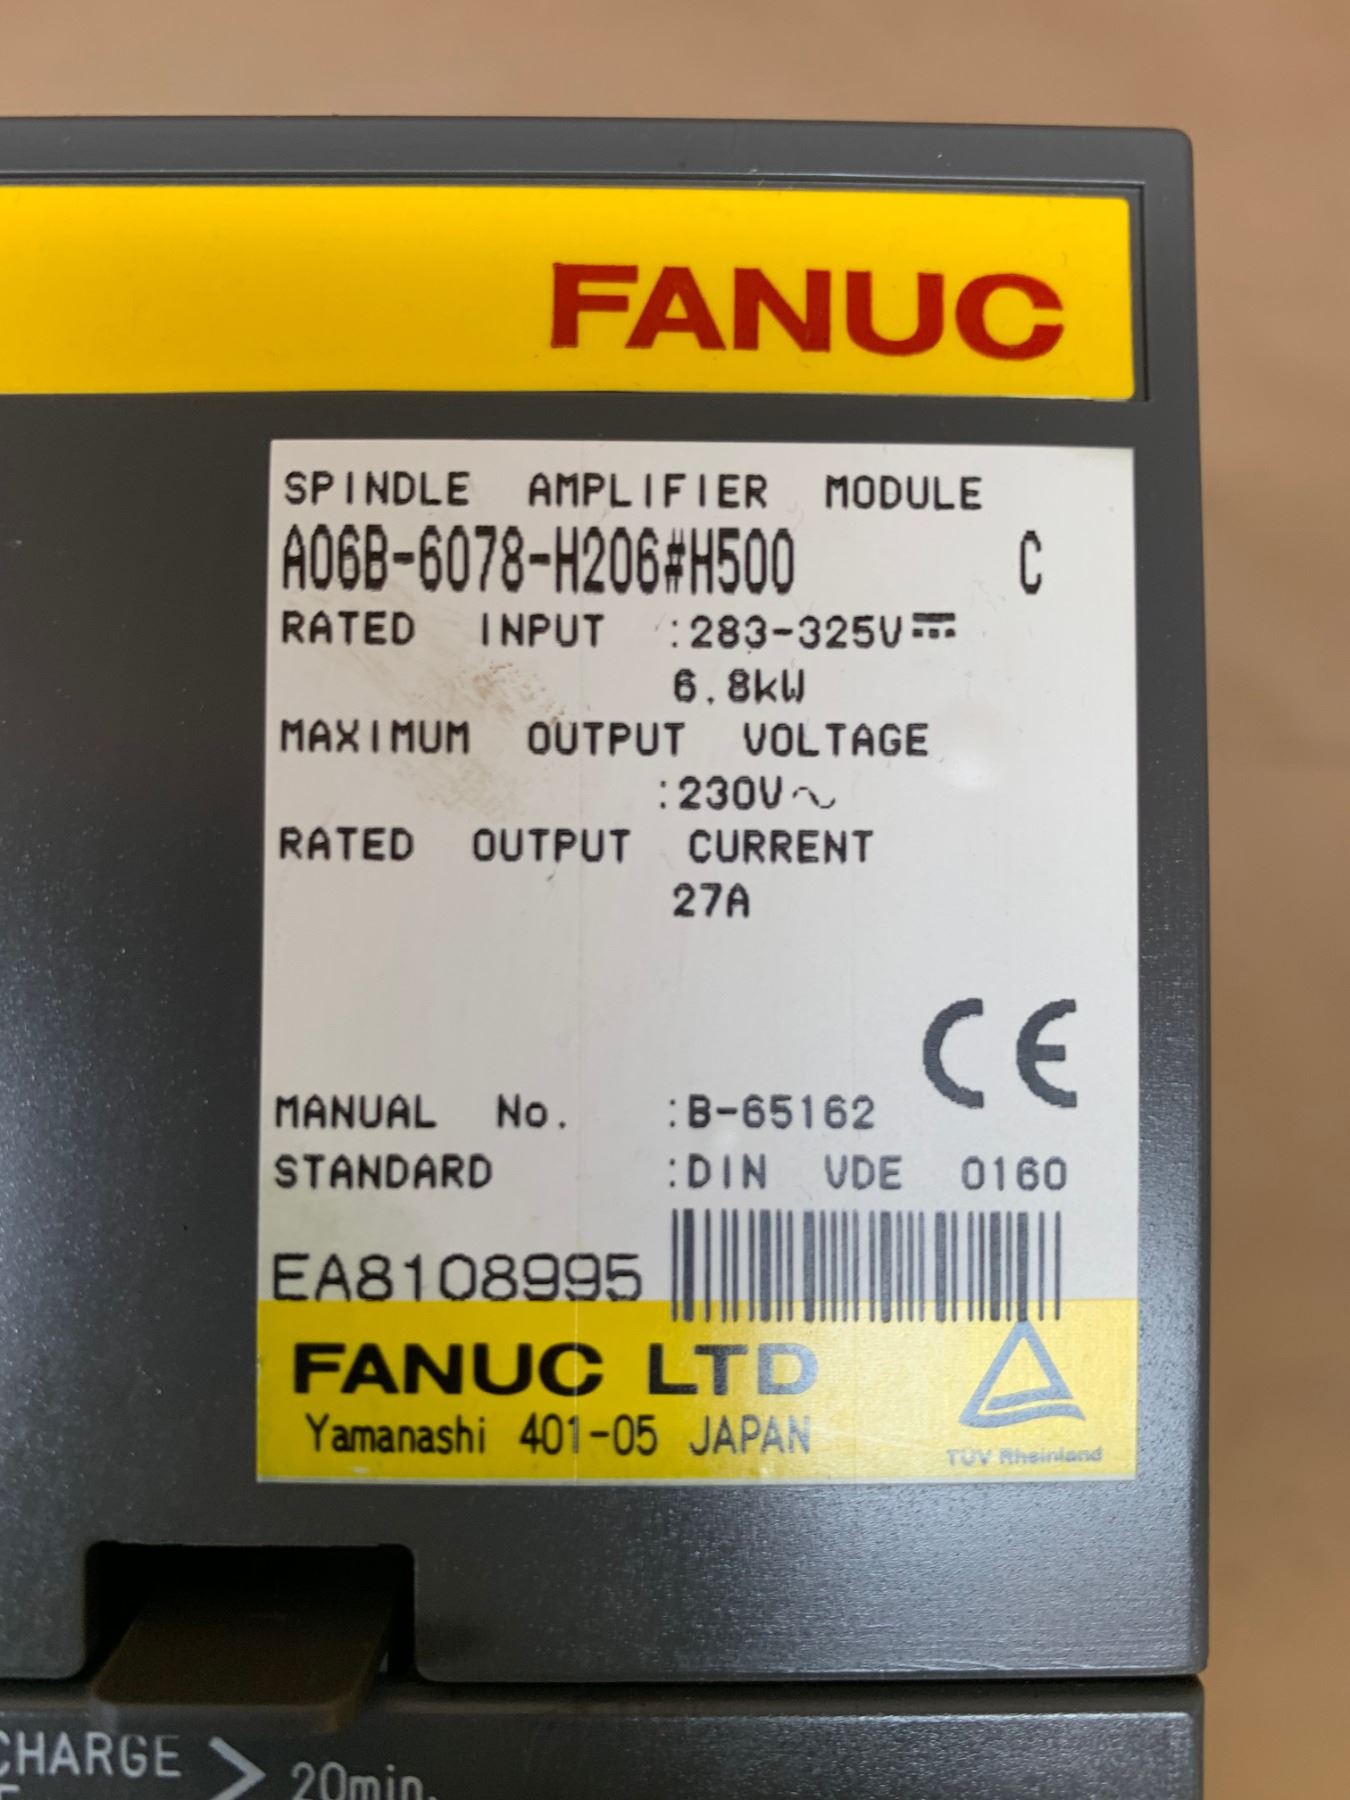 FANUC
SPINDLE AMPLIFIER MODULE
A06B-6078-H206#H500 C
RATED INPUT :283-325V⎓
6.8kW
MAXIMUM OUTPUT VOLTAGE
:230V∿
RATED OUTPUT CURRENT
27A
CE
MANUAL No. :B-65162
STANDARD :DIN VDE 0160
EA8108995
FANUC LTD
Yamanashi 401-05 JAPAN
TÜV Rheinland
CHARGE > 20min.